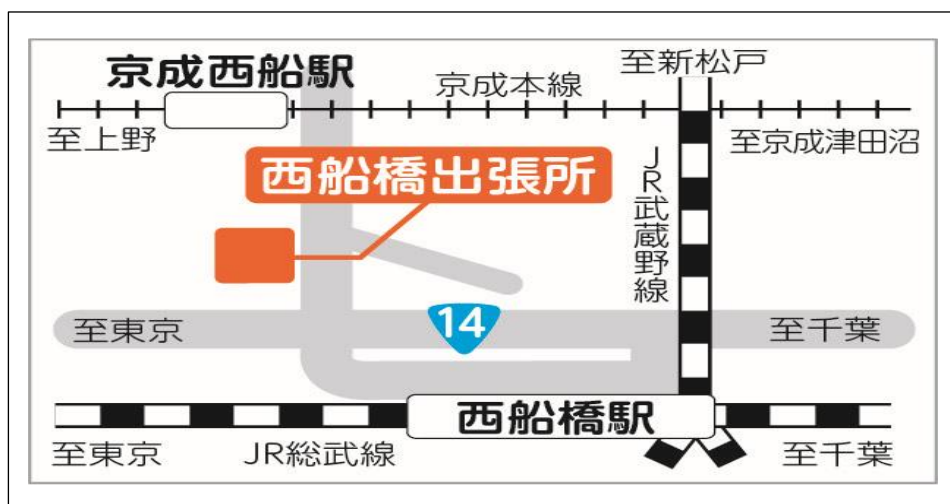 京成西船駅
京成本線
至新松戸
至上野
至京成津田沼
西船橋出張所
JR武蔵野線
14
至東京
至千葉
西船橋駅
至東京
JR総武線
至千葉